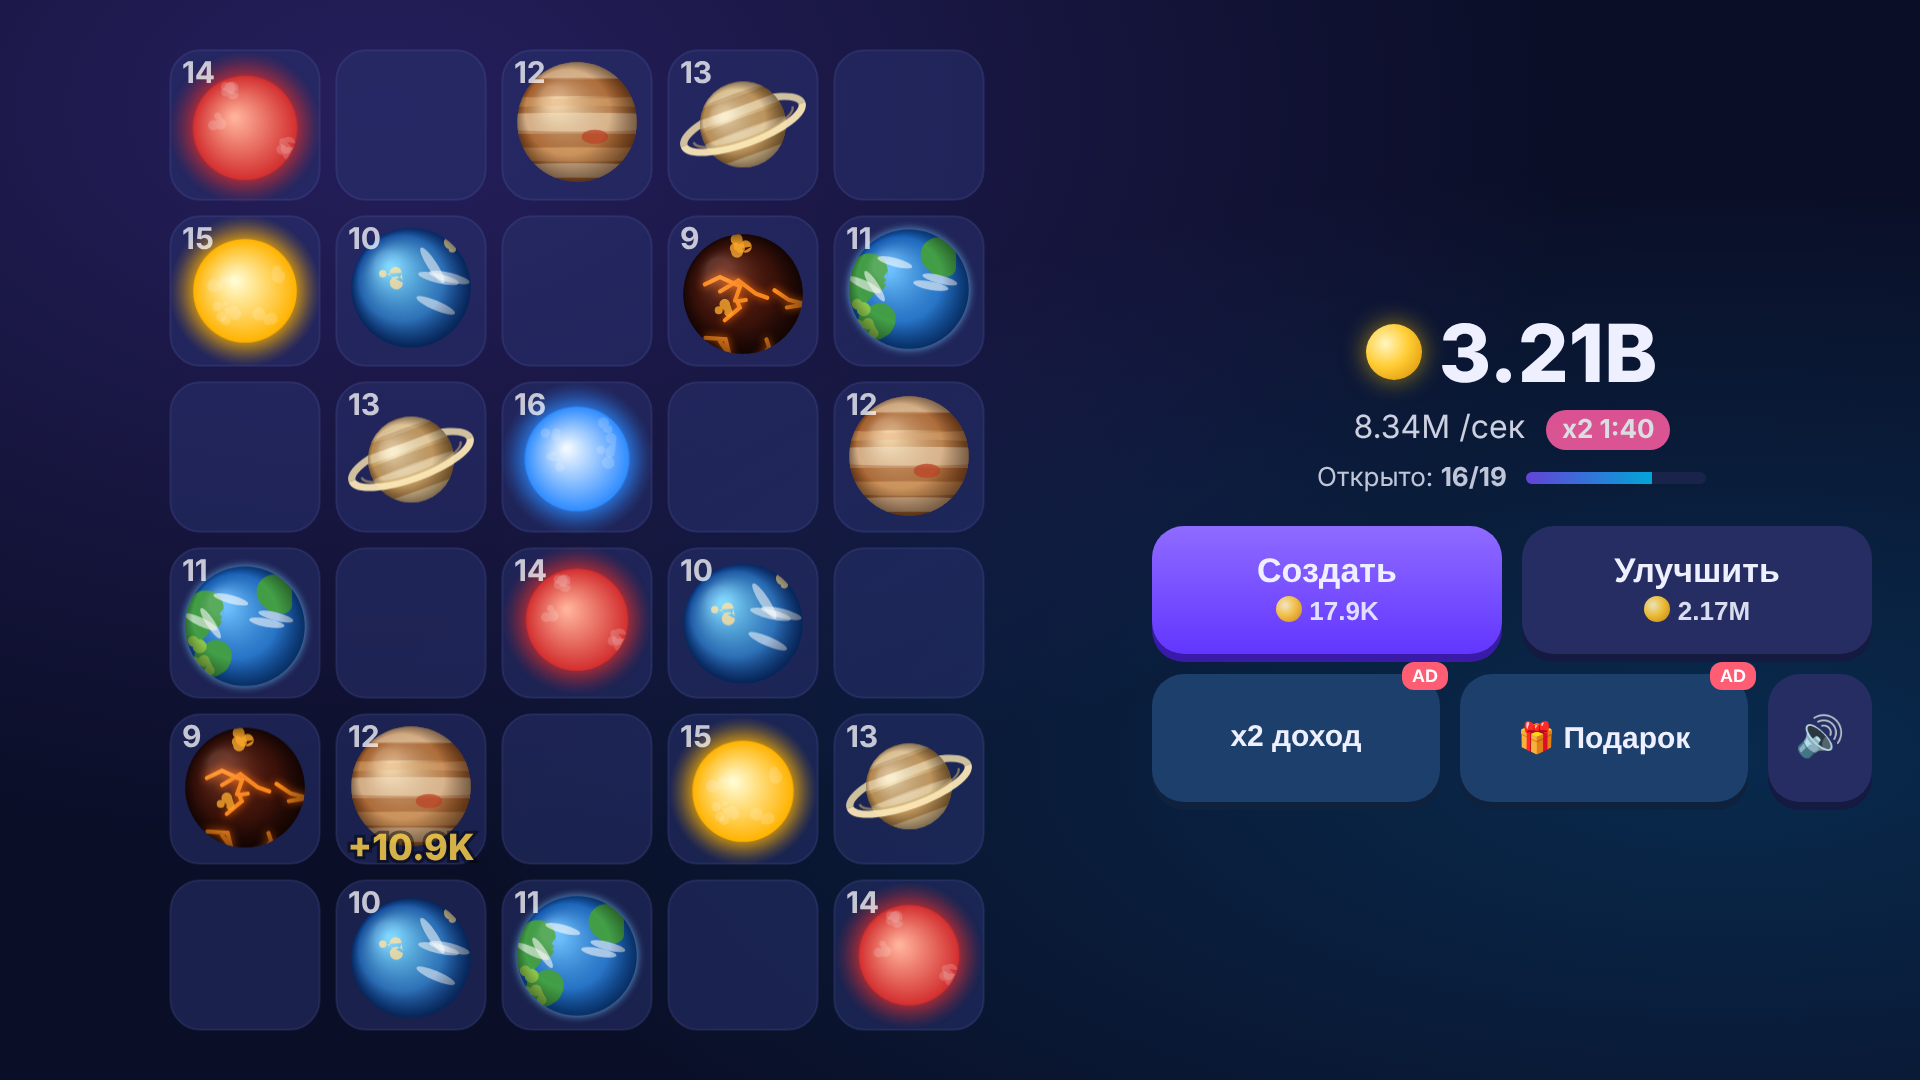 14 12 13
15 10 9 11
13 16 12
11 14 10
9 12 15 13
+10.9K
10 11 14
3.21B
8.34M /сек x2 1:40
Открыто: 16/19
Создать
17.9K
Улучшить
2.17M
AD
x2 доход
AD
Подарок